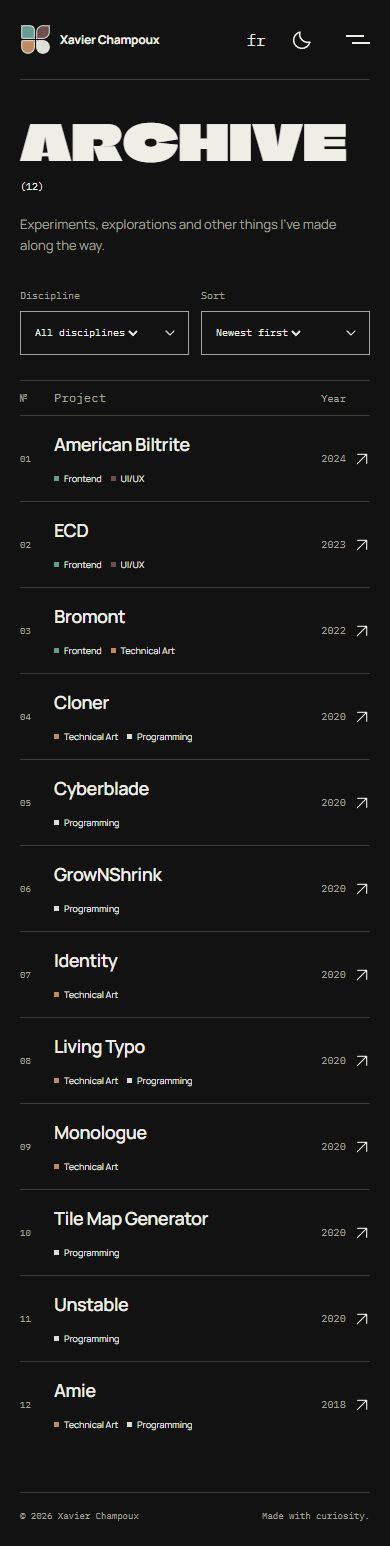 Xavier Champoux
fr
ARCHIVE
(12)
Experiments, explorations and other things I've made
along the way.
Discipline Sort
All disciplines Newest first
№ Project Year
01 American Biltrite 2024
Frontend UI/UX
02 ECD 2023
Frontend UI/UX
03 Bromont 2022
Frontend Technical Art
04 Cloner 2020
Technical Art Programming
05 Cyberblade 2020
Programming
06 GrowNShrink 2020
Programming
07 Identity 2020
Technical Art
08 Living Typo 2020
Technical Art Programming
09 Monologue 2020
Technical Art
10 Tile Map Generator 2020
Programming
11 Unstable 2020
Programming
12 Amie 2018
Technical Art Programming
© 2026 Xavier Champoux Made with curiosity.